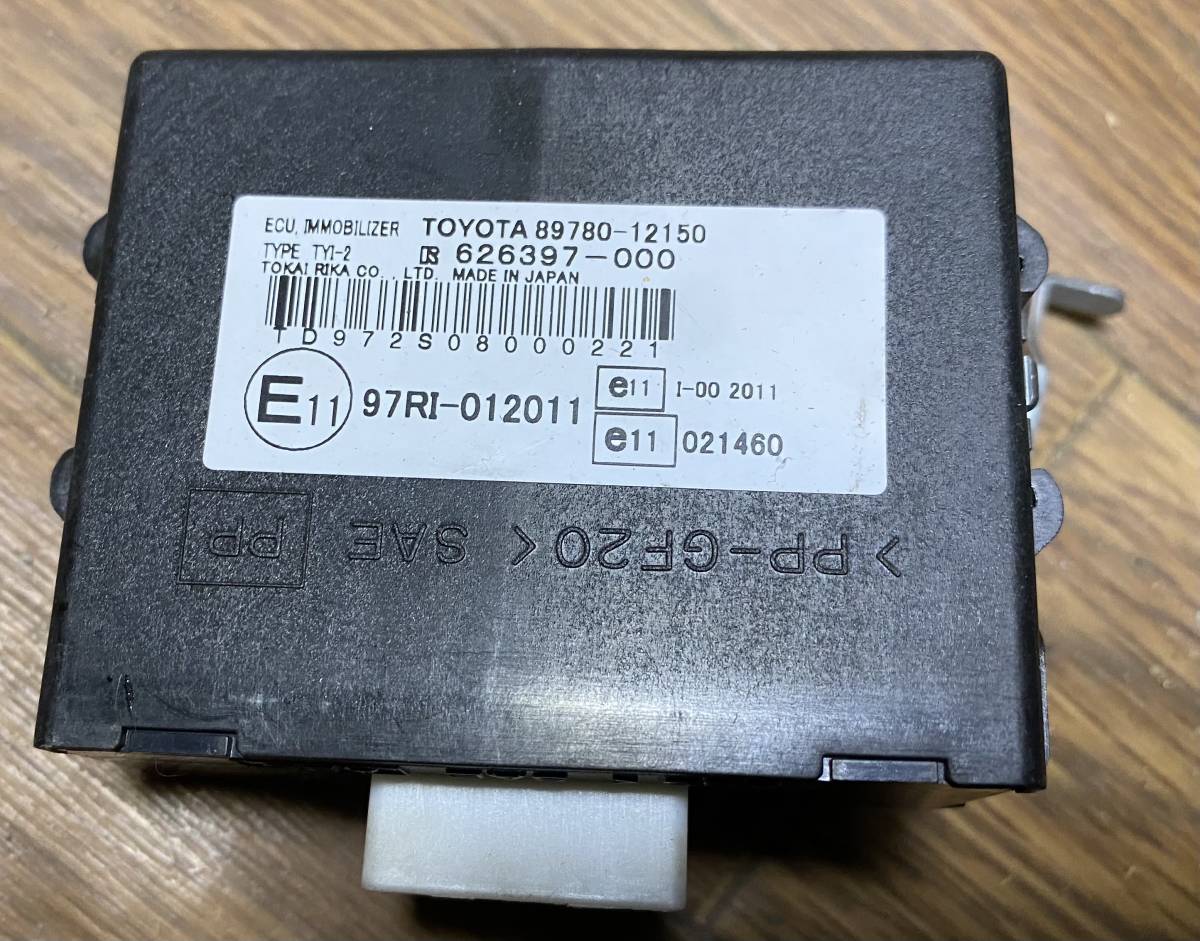 ECU, IMMOBILIZER TOYOTA 89780-12150
TYPE TYI-2 626397-000
TOKAI RIKA CO., LTD. MADE IN JAPAN
TD972S08000221
E11 97RI-012011
e11 I-00 2011
e11 021460
>PP-GF20< SAE PP